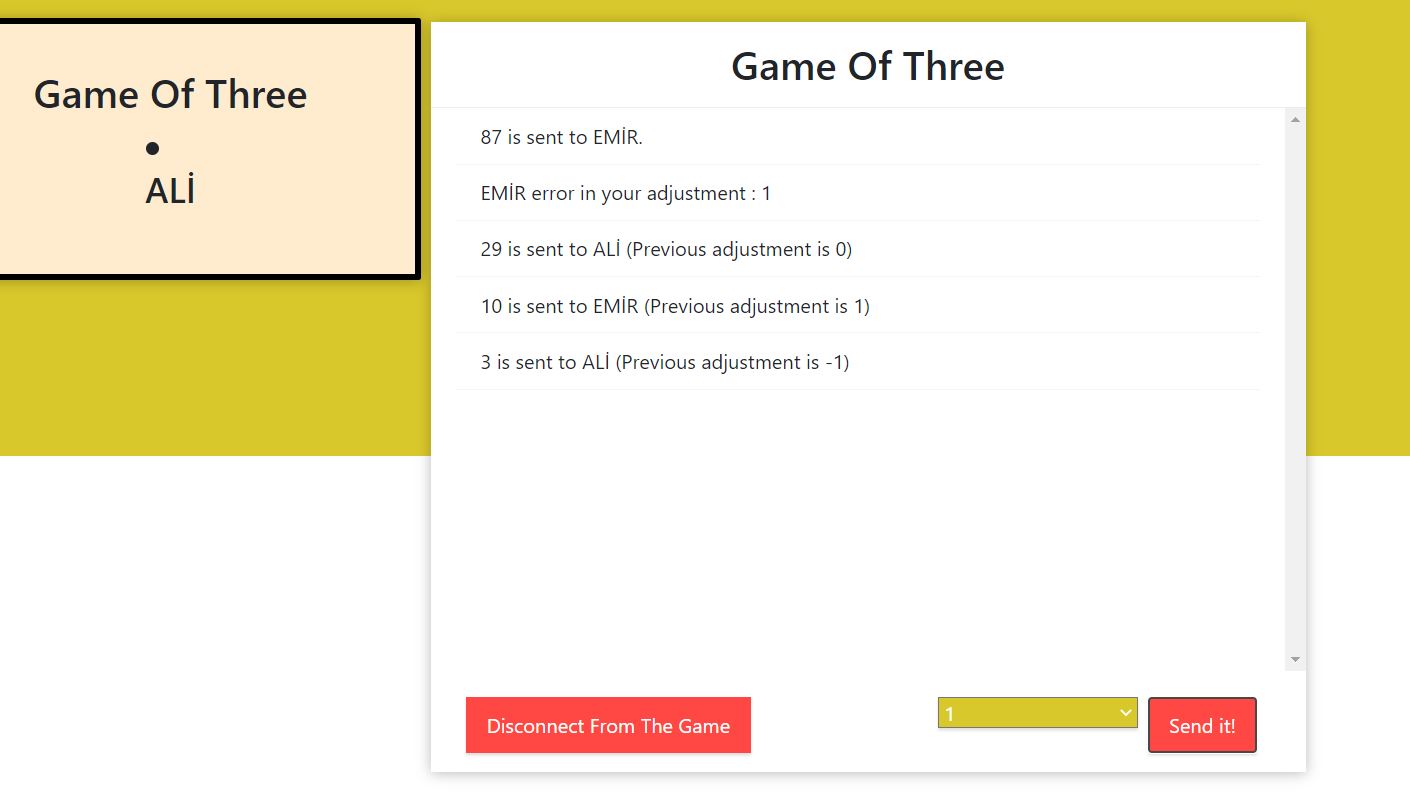 Game Of Three
ALİ
Game Of Three
87 is sent to EMİR.
EMİR error in your adjustment : 1
29 is sent to ALİ (Previous adjustment is 0)
10 is sent to EMİR (Previous adjustment is 1)
3 is sent to ALİ (Previous adjustment is -1)
Disconnect From The Game
1
Send it!